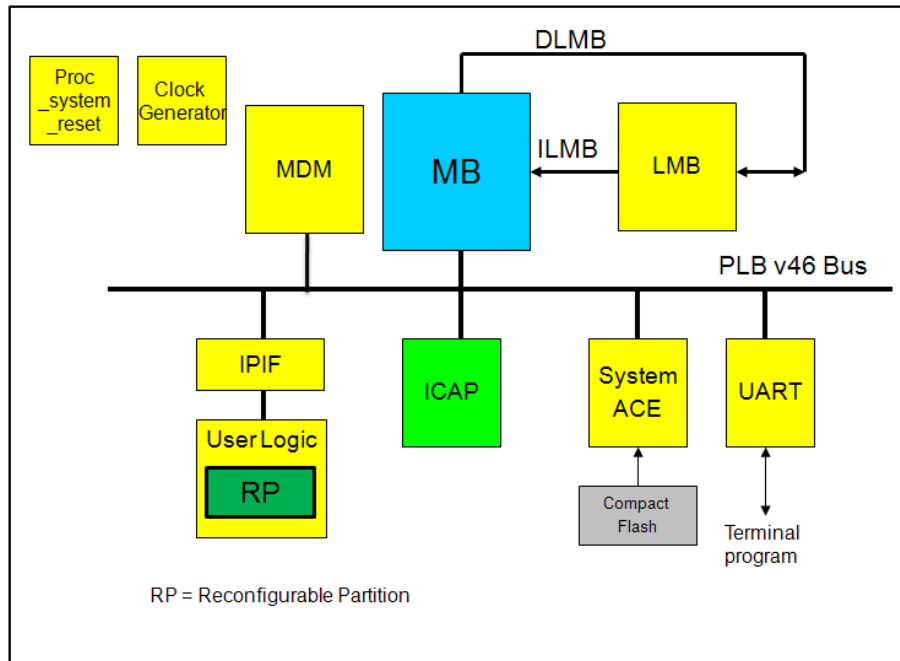 DLMB
Proc
_system
_reset
Clock
Generator
MDM
MB
ILMB
LMB
PLB v46 Bus
IPIF
ICAP
System
ACE
UART
User Logic
RP
Compact
Flash
Terminal
program
RP = Reconfigurable Partition